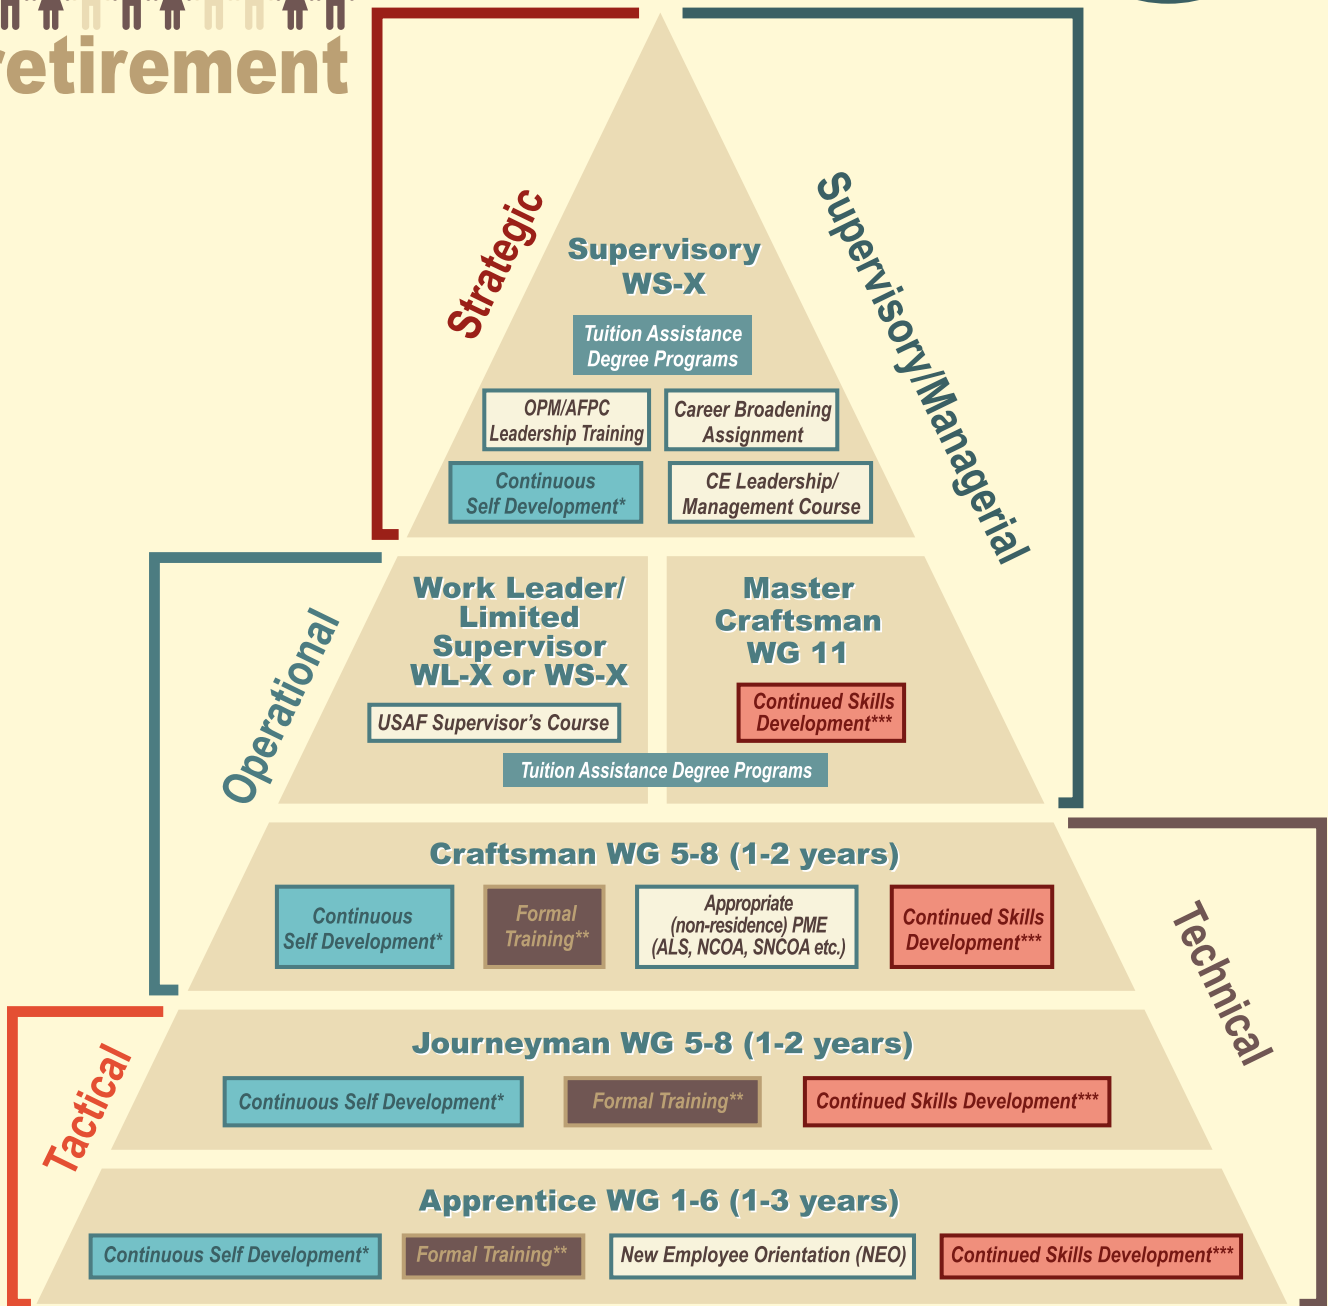 retirement
Strategic
Supervisory/Managerial
Supervisory
WS-X
Tuition Assistance
Degree Programs
OPM/AFPC
Leadership Training
Career Broadening
Assignment
Continuous
Self Development*
CE Leadership/
Management Course
Operational
Work Leader/
Limited
Supervisor
WL-X or WS-X
USAF Supervisor’s Course
Master
Craftsman
WG 11
Continued Skills
Development***
Tuition Assistance Degree Programs
Technical
Craftsman WG 5-8 (1-2 years)
Continuous
Self Development*
Formal
Training**
Appropriate
(non-residence) PME
(ALS, NCOA, SNCOA etc.)
Continued Skills
Development***
Tactical
Journeyman WG 5-8 (1-2 years)
Continuous Self Development*
Formal Training**
Continued Skills Development***
Apprentice WG 1-6 (1-3 years)
Continuous Self Development*
Formal Training**
New Employee Orientation (NEO)
Continued Skills Development***